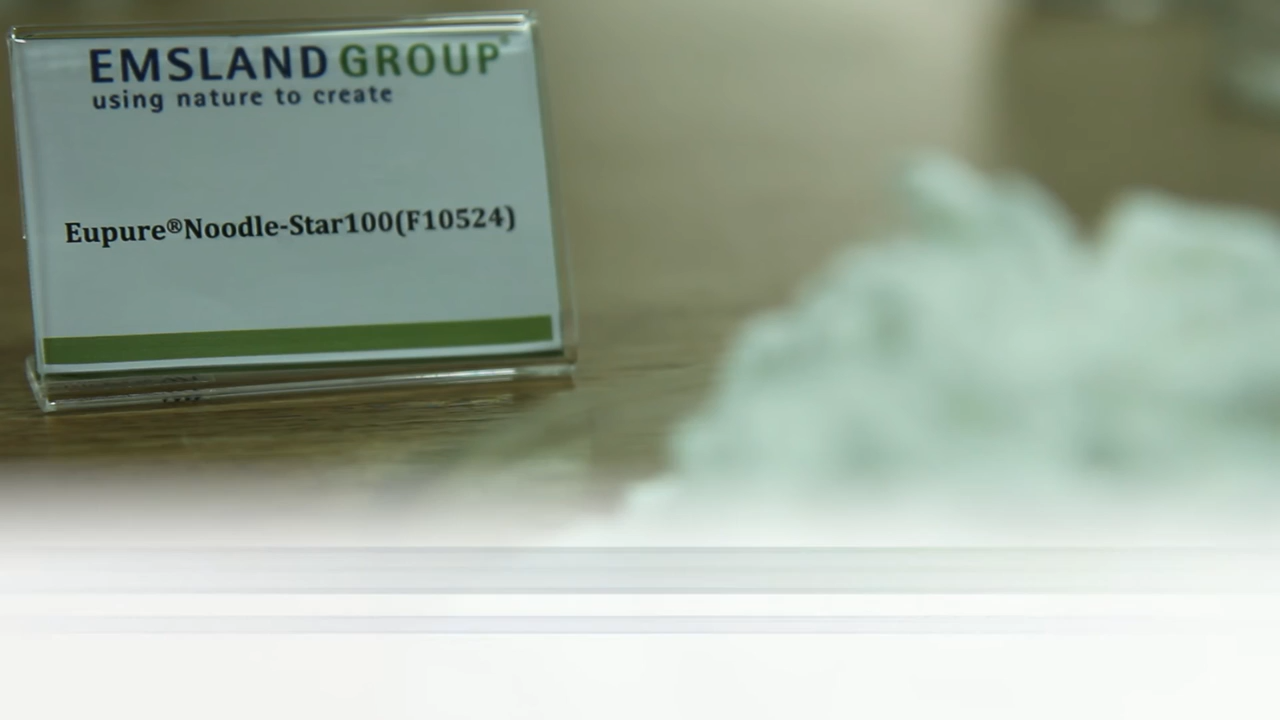 EMSLAND GROUP®
using nature to create
Eupure®Noodle-Star100(F10524)